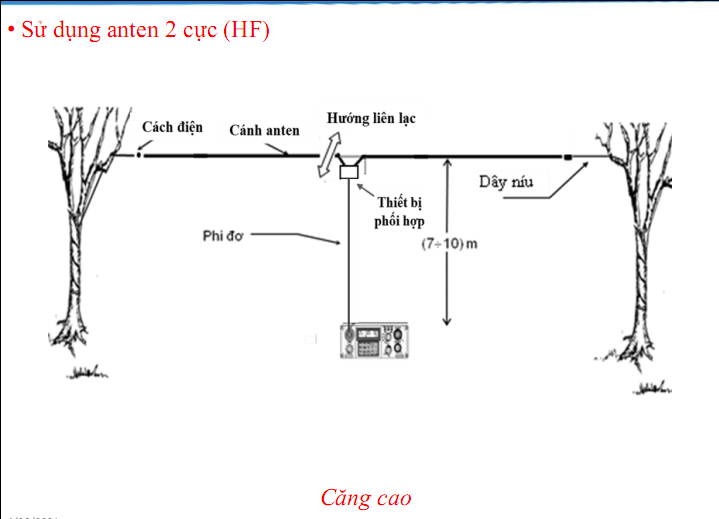 • Sử dụng anten 2 cực (HF)
Hướng liên lạc
Cách điện
Cánh anten
Dây níu
Thiết bị
phối hợp
Phi đơ
(7÷10) m
Căng cao